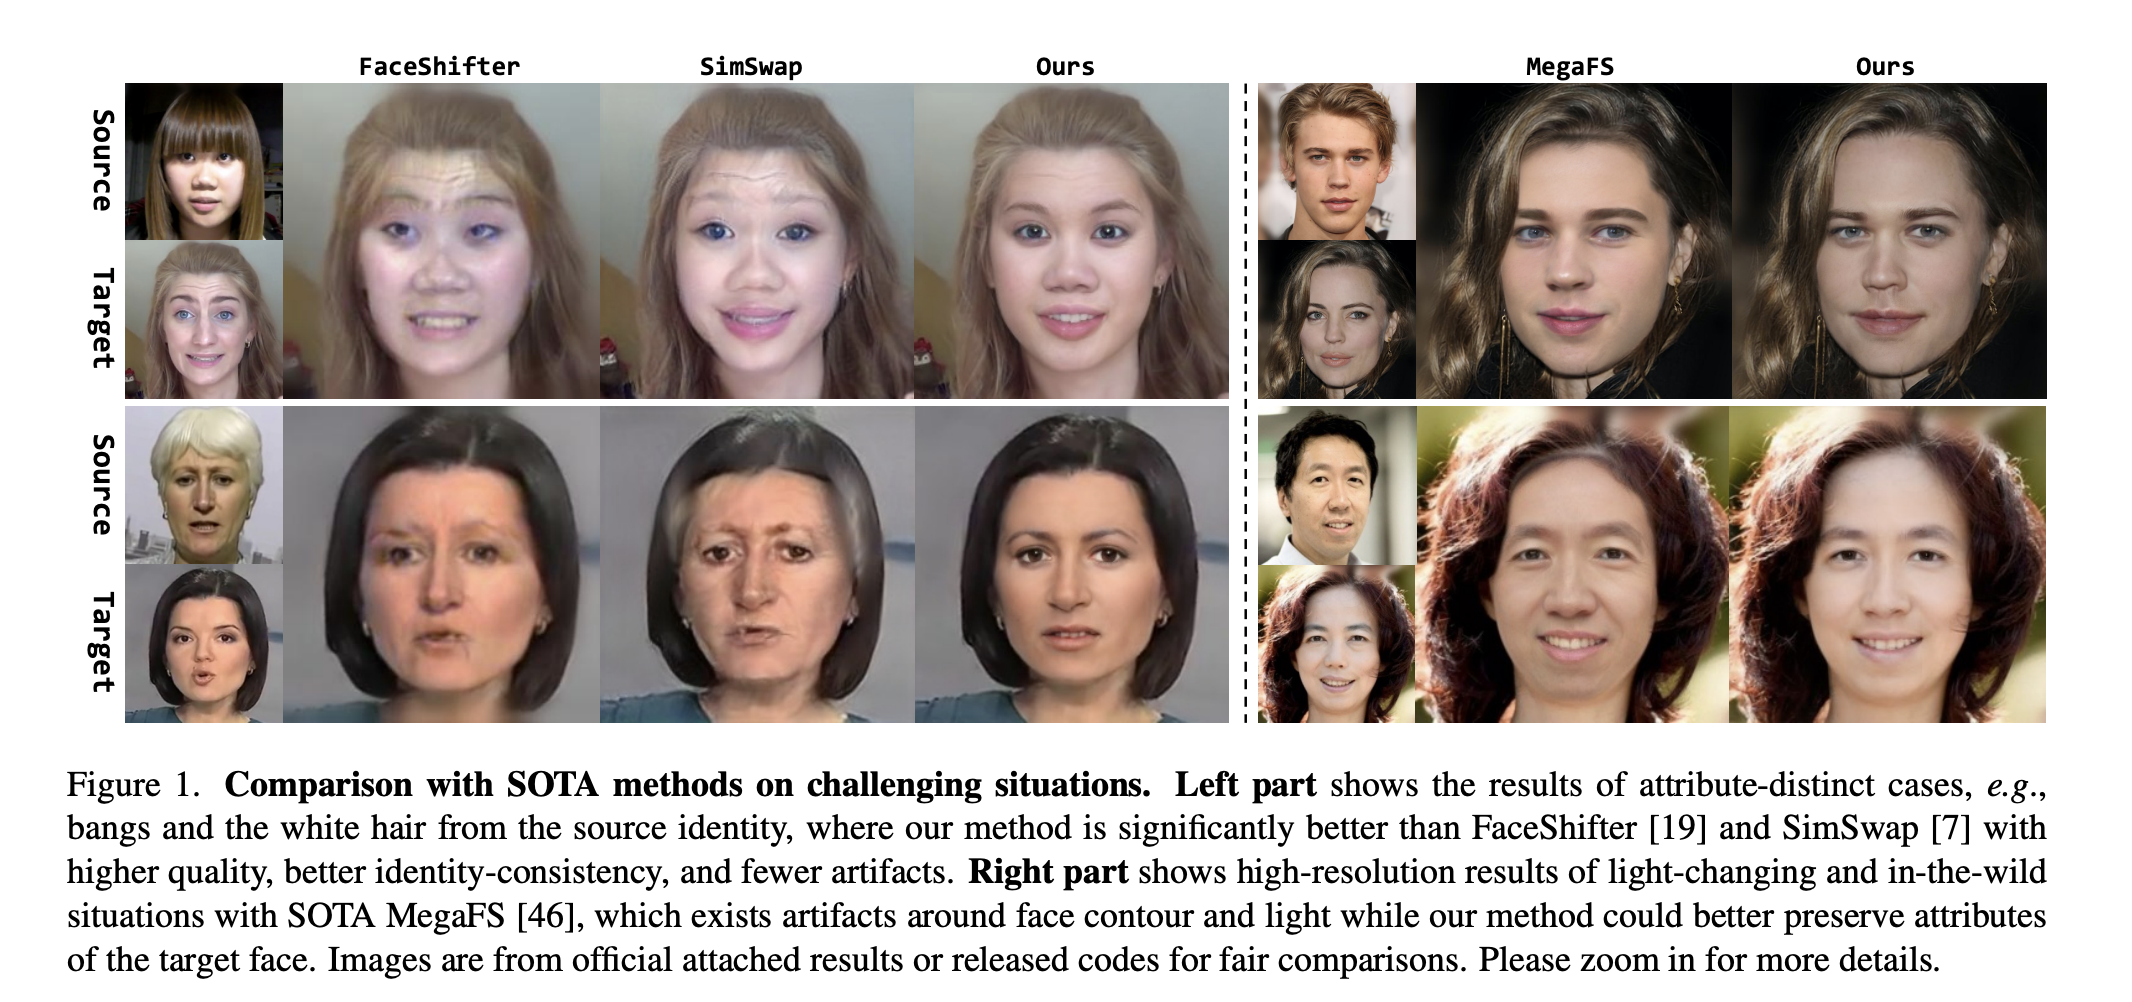 FaceShifter SimSwap Ours MegaFS Ours
Source
Target
Source
Target
Figure 1. Comparison with SOTA methods on challenging situations. Left part shows the results of attribute-distinct cases, e.g.,
bangs and the white hair from the source identity, where our method is significantly better than FaceShifter [19] and SimSwap [7] with
higher quality, better identity-consistency, and fewer artifacts. Right part shows high-resolution results of light-changing and in-the-wild
situations with SOTA MegaFS [46], which exists artifacts around face contour and light while our method could better preserve attributes
of the target face. Images are from official attached results or released codes for fair comparisons. Please zoom in for more details.